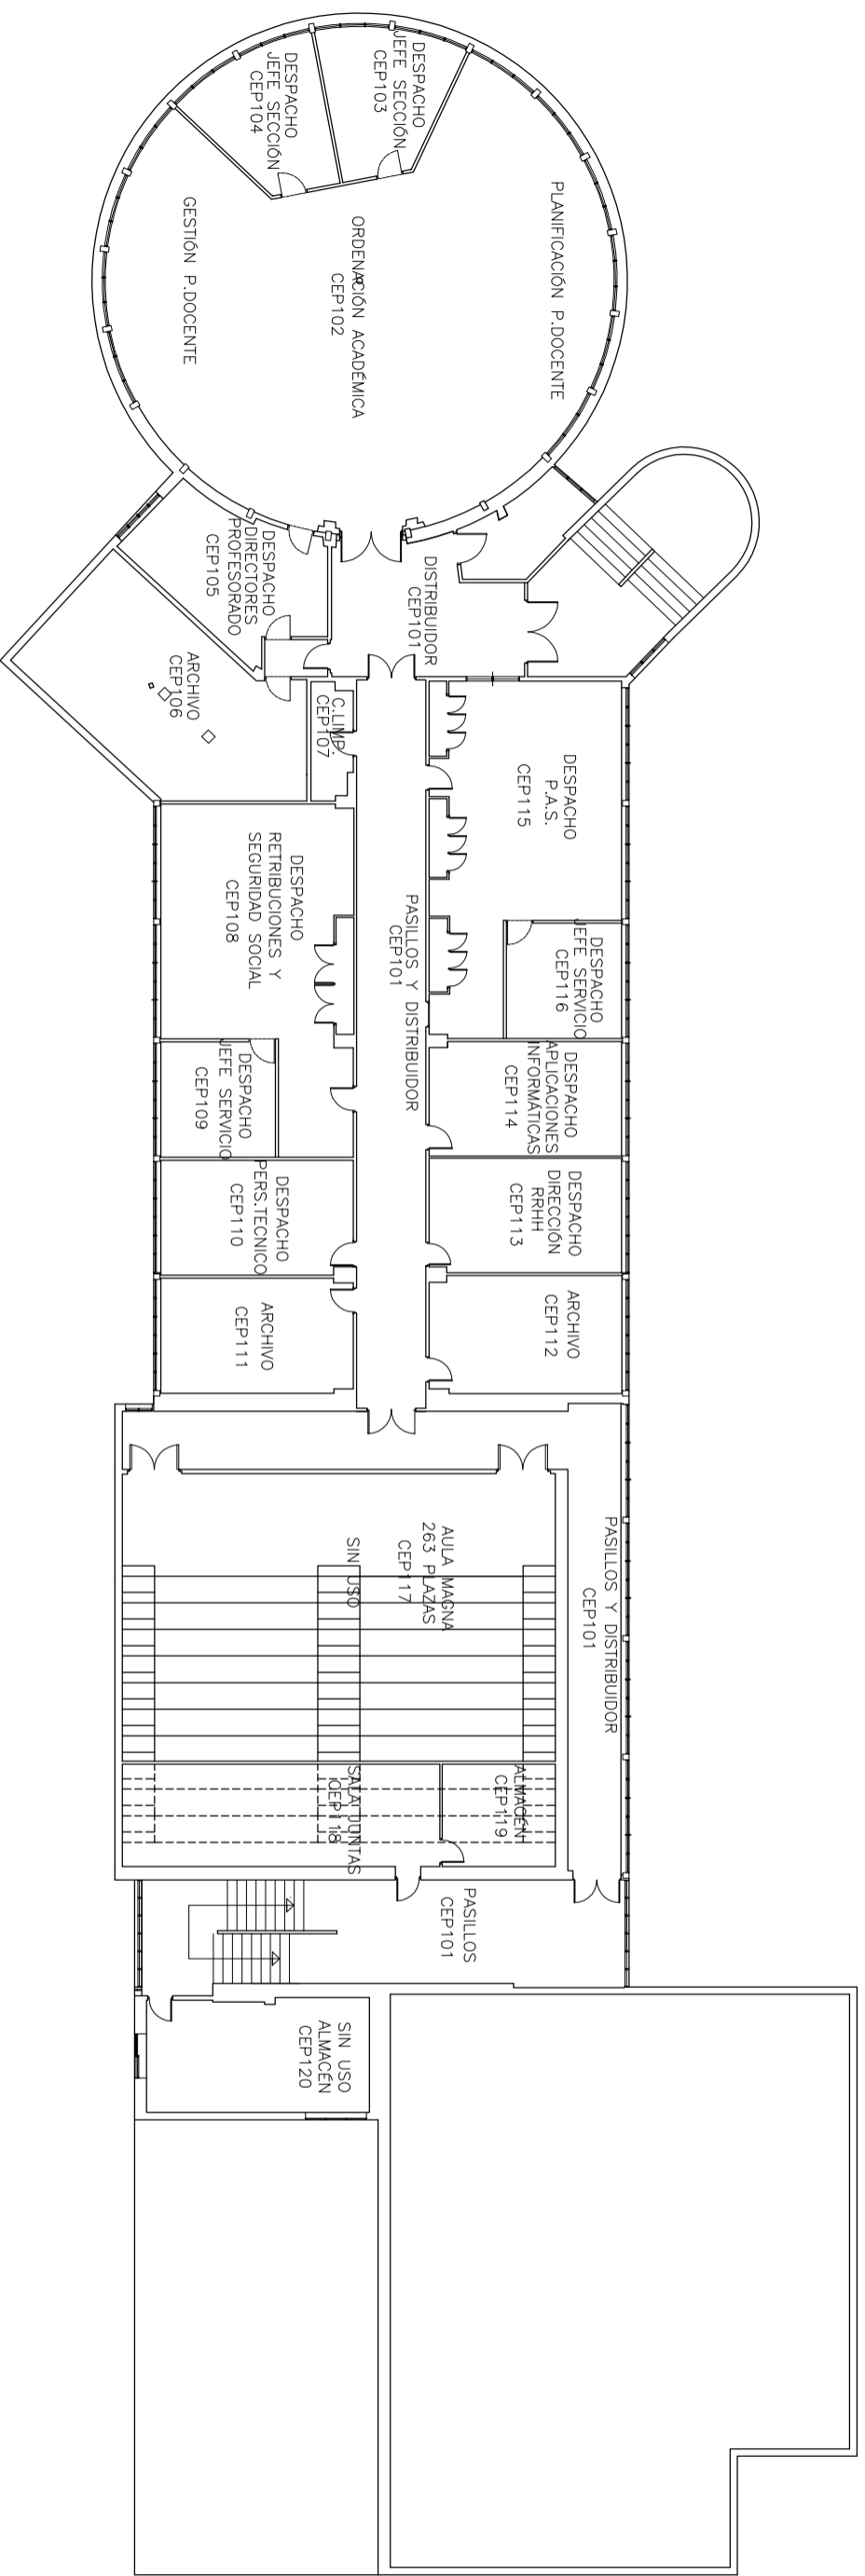 DESPACHO
JEFE SECCIÓN
CEP103
DESPACHO
JEFE SECCIÓN
CEP104
PLANIFICACIÓN P.DOCENTE
ORDENACIÓN ACADÉMICA
CEP102
GESTIÓN P.DOCENTE
DISTRIBUIDOR
CEP101
DESPACHO
DIRECTORES
PROFESORADO
CEP105
ARCHIVO
CEP106
C.LIMP.
CEP107
DESPACHO
P.A.S.
CEP115
DESPACHO
RETRIBUCIONES Y
SEGURIDAD SOCIAL
CEP108
PASILLOS Y DISTRIBUIDOR
CEP101
DESPACHO
JEFE SERVICIO
CEP116
DESPACHO
JEFE SERVICIO
CEP109
DESPACHO
APLICACIONES
INFORMÁTICAS
CEP114
DESPACHO
PERS.TECNICO
CEP110
DESPACHO
DIRECCIÓN
RRHH
CEP113
ARCHIVO
CEP111
ARCHIVO
CEP112
PASILLOS Y DISTRIBUIDOR
CEP101
AULA MAGNA
263 PLAZAS
CEP117
SIN USO
ALMACÉN
CEP119
SALA JUNTAS
CEP118
PASILLOS
CEP101
SIN USO
ALMACÉN
CEP120